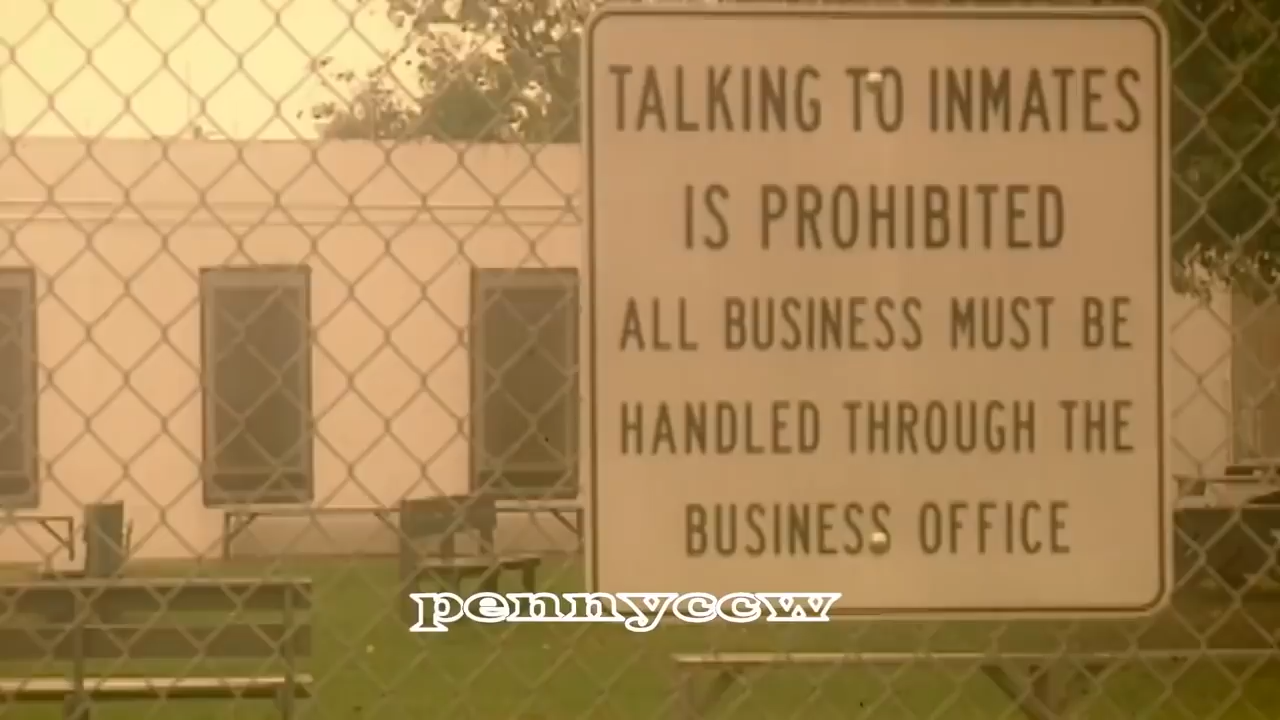 TALKING TO INMATES
IS PROHIBITED
ALL BUSINESS MUST BE
HANDLED THROUGH THE
BUSINESS OFFICE
pennyccw